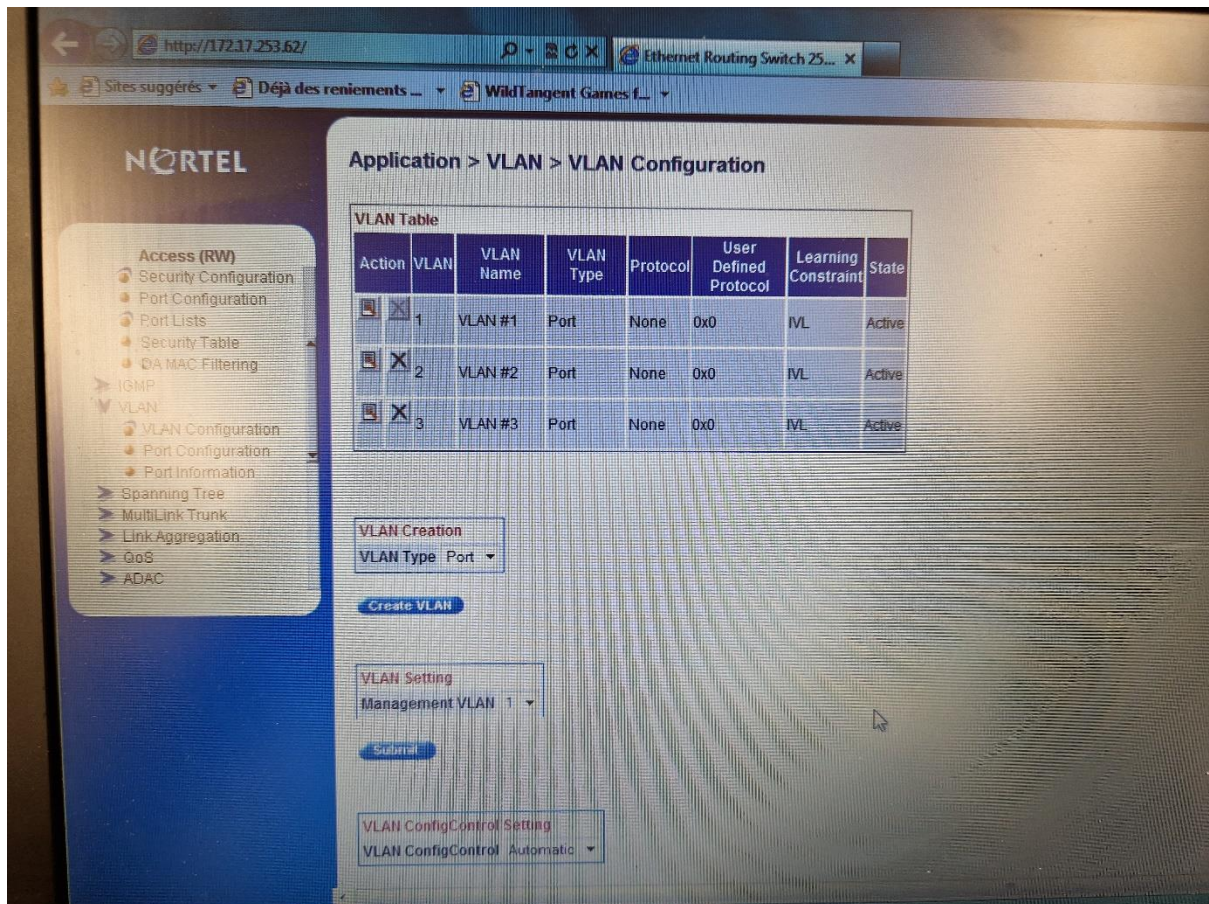 http://172.17.253.62/
Ethernet Routing Switch 25...
Sites suggérés
Déjà des reniements ...
WildTangent Games f...
NORTEL
Access (RW)
Security Configuration
Port Configuration
Port Lists
Security Table
DA MAC Filtering
IGMP
VLAN
VLAN Configuration
Port Configuration
Port Information
Spanning Tree
MultiLink Trunk
Link Aggregation
QoS
ADAC
Application > VLAN > VLAN Configuration
VLAN Table
Action VLAN VLAN Name VLAN Type Protocol User Defined Protocol Learning Constraint State
1 VLAN #1 Port None 0x0 IVL Active
2 VLAN #2 Port None 0x0 IVL Active
3 VLAN #3 Port None 0x0 IVL Active
VLAN Creation
VLAN Type Port
Create VLAN
VLAN Setting
Management VLAN 1
Submit
VLAN ConfigControl Setting
VLAN ConfigControl Automatic